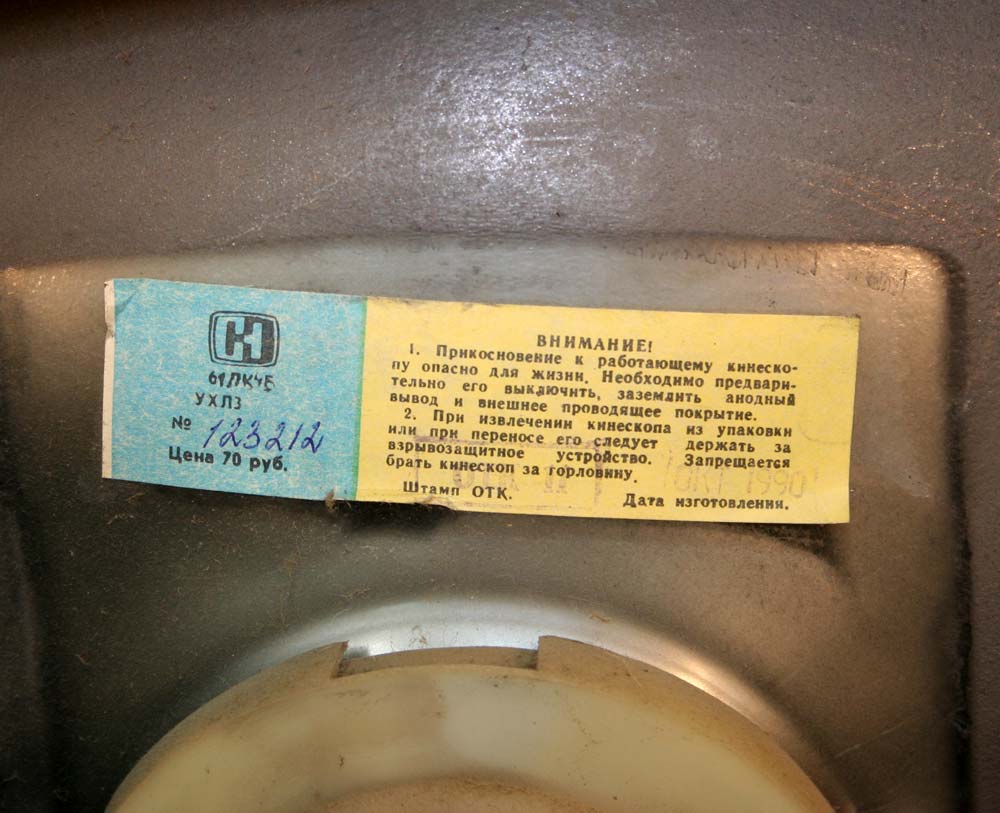 61ЛК4Б
УХЛ3
№ 123212
Цена 70 руб.
ВНИМАНИЕ!
1. Прикосновение к работающему кинеско-
пу опасно для жизни. Необходимо предвари-
тельно его выключить, заземлить анодный
вывод и внешнее проводящее покрытие.
2. При извлечении кинескопа из упаковки
или при переносе его следует держать за
взрывозащитное устройство. Запрещается
брать кинескоп за горловину.
Штамп ОТК. Дата изготовления.